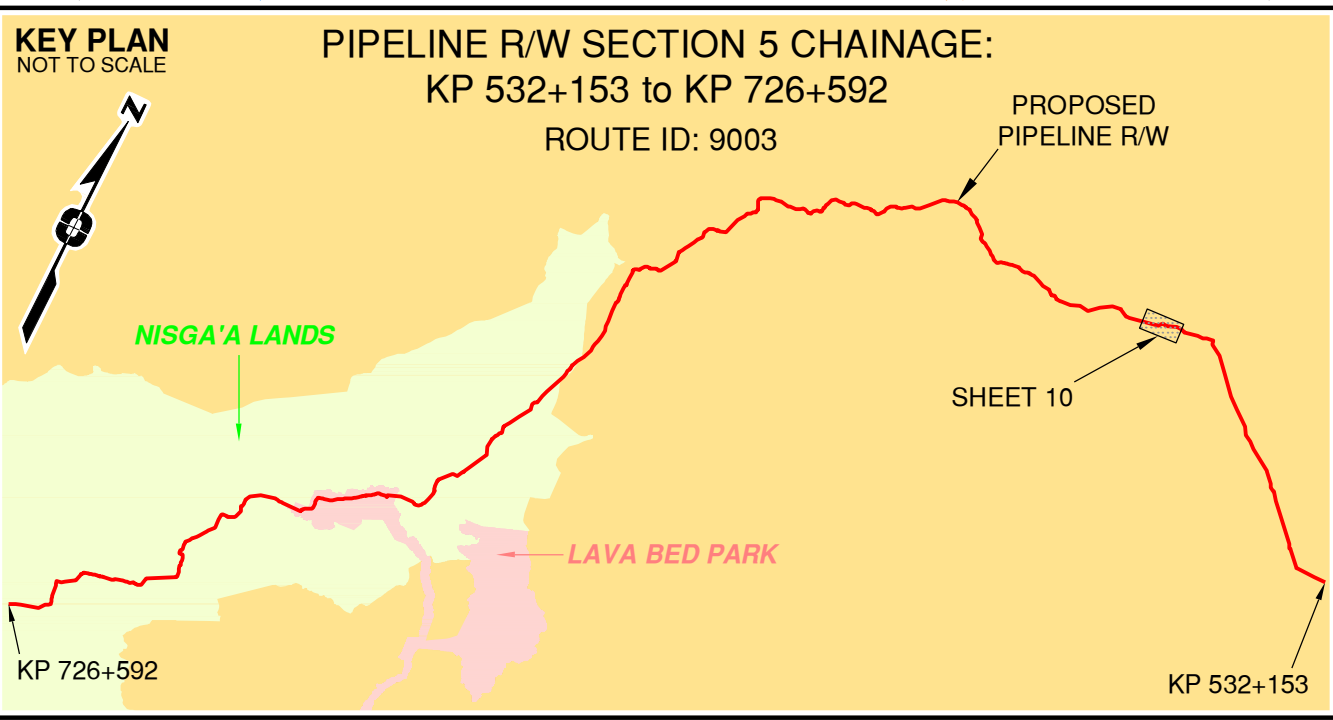 KEY PLAN
NOT TO SCALE
PIPELINE R/W SECTION 5 CHAINAGE:
KP 532+153 to KP 726+592
ROUTE ID: 9003
PROPOSED
PIPELINE R/W
N
NISGA'A LANDS
SHEET 10
LAVA BED PARK
KP 726+592
KP 532+153